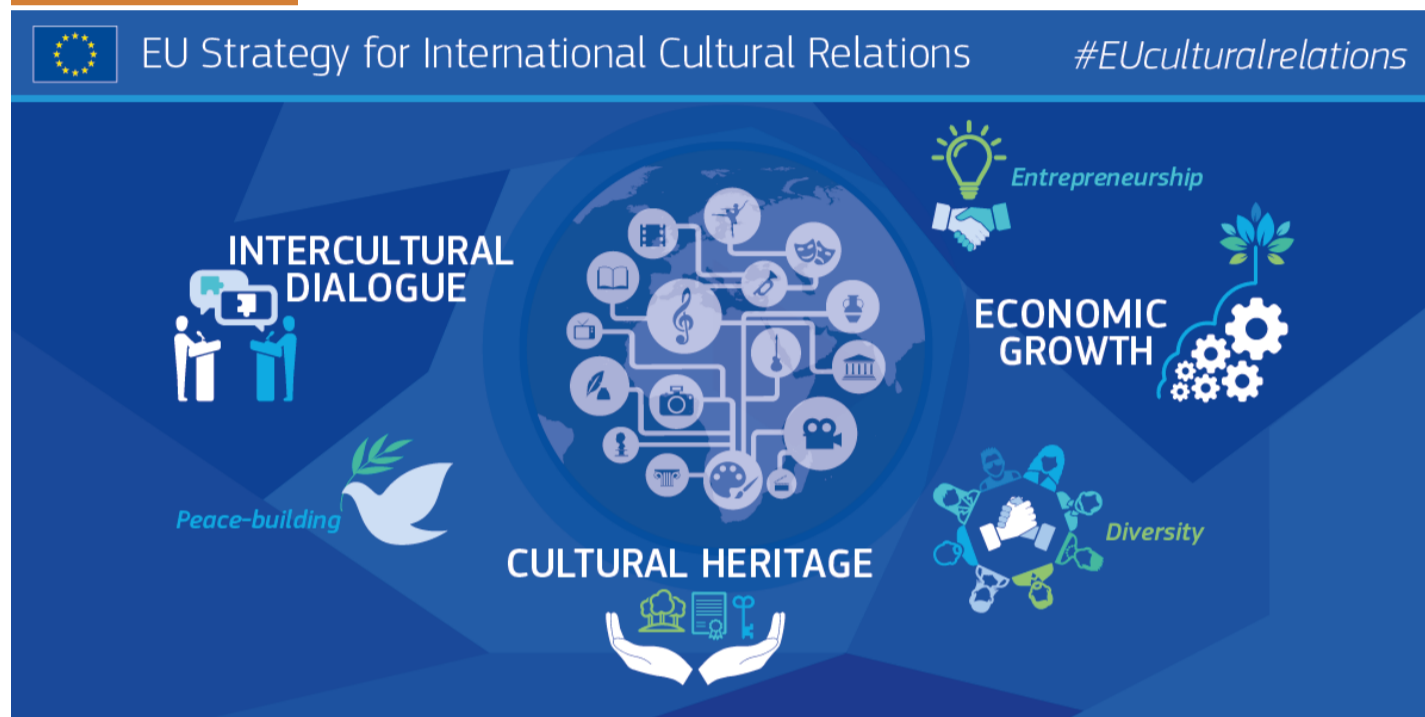 EU Strategy for International Cultural Relations
#EUculturalrelations
Entrepreneurship
INTERCULTURAL
DIALOGUE
ECONOMIC
GROWTH
Peace-building
Diversity
CULTURAL HERITAGE